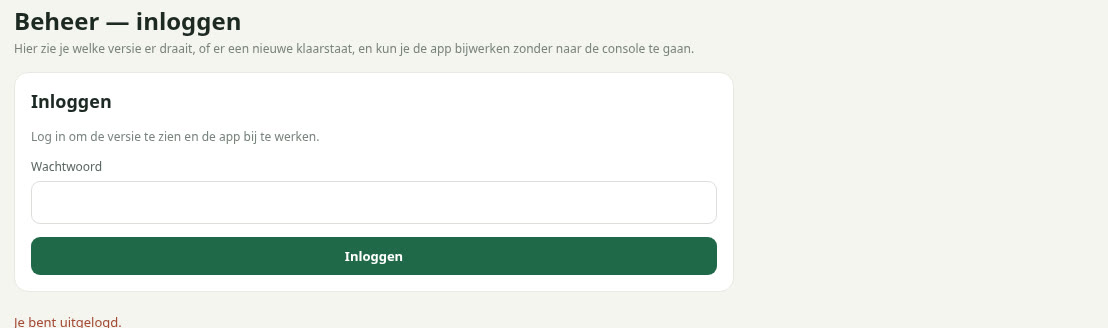 Beheer — inloggen
Hier zie je welke versie er draait, of er een nieuwe klaarstaat, en kun je de app bijwerken zonder naar de console te gaan.
Inloggen
Log in om de versie te zien en de app bij te werken.
Wachtwoord
Inloggen
Je bent uitgelogd.